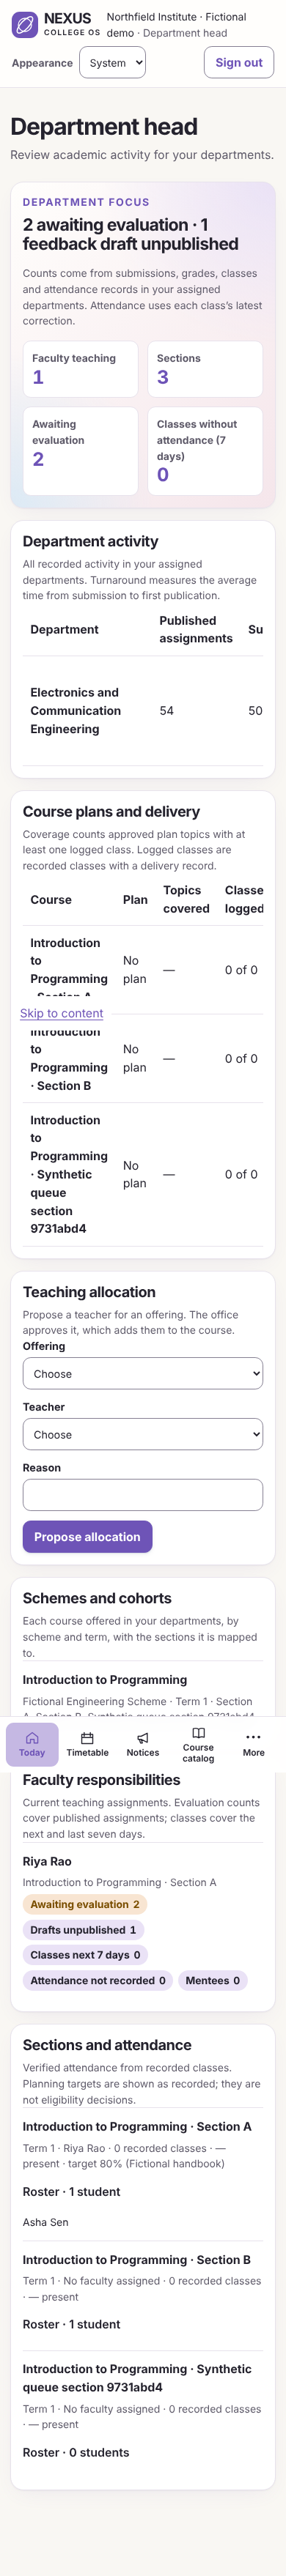 NEXUS
COLLEGE OS
Northfield Institute · Fictional
demo · Department head
Appearance
System
Sign out
Department head
Review academic activity for your departments.
DEPARTMENT FOCUS
2 awaiting evaluation · 1
feedback draft unpublished
Counts come from submissions, grades, classes
and attendance records in your assigned
departments. Attendance uses each class’s latest
correction.
Faculty teaching
1
Sections
3
Awaiting
evaluation
2
Classes without
attendance (7
days)
0
Department activity
All recorded activity in your assigned
departments. Turnaround measures the average
time from submission to first publication.
Department
Published
assignments
Su
Electronics and
Communication
Engineering
54
50
Course plans and delivery
Coverage counts approved plan topics with at
least one logged class. Logged classes are
recorded classes with a delivery record.
Course
Plan
Topics
covered
Classe
logged
Introduction
to
Programming
· Section A
No
plan
—
0 of 0
Skip to content
Introduction
to
Programming
· Section B
No
plan
—
0 of 0
Introduction
to
Programming
· Synthetic
queue
section
9731abd4
No
plan
—
0 of 0
Teaching allocation
Propose a teacher for an offering. The office
approves it, which adds them to the course.
Offering
Choose
Teacher
Choose
Reason
Propose allocation
Schemes and cohorts
Each course offered in your departments, by
scheme and term, with the sections it is mapped
to.
Introduction to Programming
Fictional Engineering Scheme · Term 1 · Section
A, Section B, Synthetic queue section 9731abd4
Today
Timetable
Notices
Course
catalog
More
Faculty responsibilities
Current teaching assignments. Evaluation counts
cover published assignments; classes cover the
next and last seven days.
Riya Rao
Introduction to Programming · Section A
Awaiting evaluation 2
Drafts unpublished 1
Classes next 7 days 0
Attendance not recorded 0
Mentees 0
Sections and attendance
Verified attendance from recorded classes.
Planning targets are shown as recorded; they are
not eligibility decisions.
Introduction to Programming · Section A
Term 1 · Riya Rao · 0 recorded classes · —
present · target 80% (Fictional handbook)
Roster · 1 student
Asha Sen
Introduction to Programming · Section B
Term 1 · No faculty assigned · 0 recorded classes
· — present
Roster · 1 student
Introduction to Programming · Synthetic
queue section 9731abd4
Term 1 · No faculty assigned · 0 recorded classes
· — present
Roster · 0 students